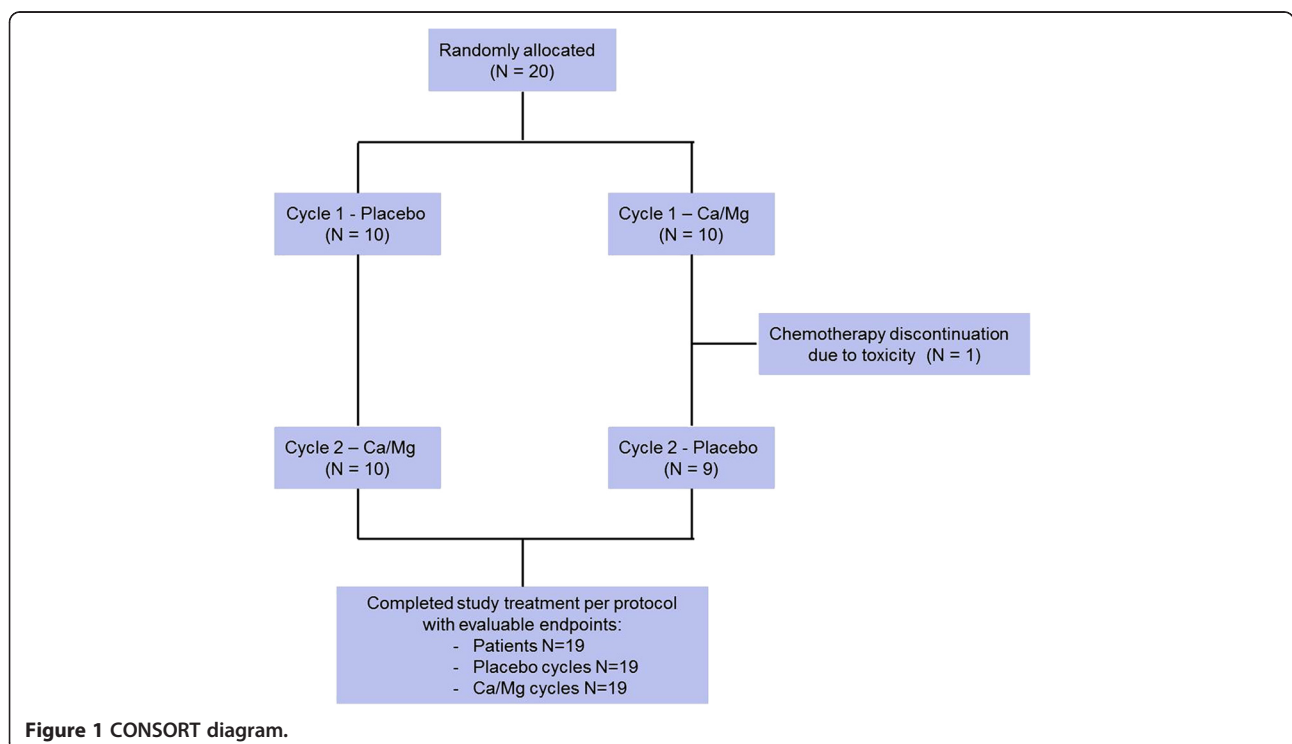 Randomly allocated
(N = 20)
Cycle 1 - Placebo
(N = 10)
Cycle 1 – Ca/Mg
(N = 10)
Chemotherapy discontinuation
due to toxicity (N = 1)
Cycle 2 – Ca/Mg
(N = 10)
Cycle 2 - Placebo
(N = 9)
Completed study treatment per protocol
with evaluable endpoints:
- Patients N=19
- Placebo cycles N=19
- Ca/Mg cycles N=19
Figure 1 CONSORT diagram.